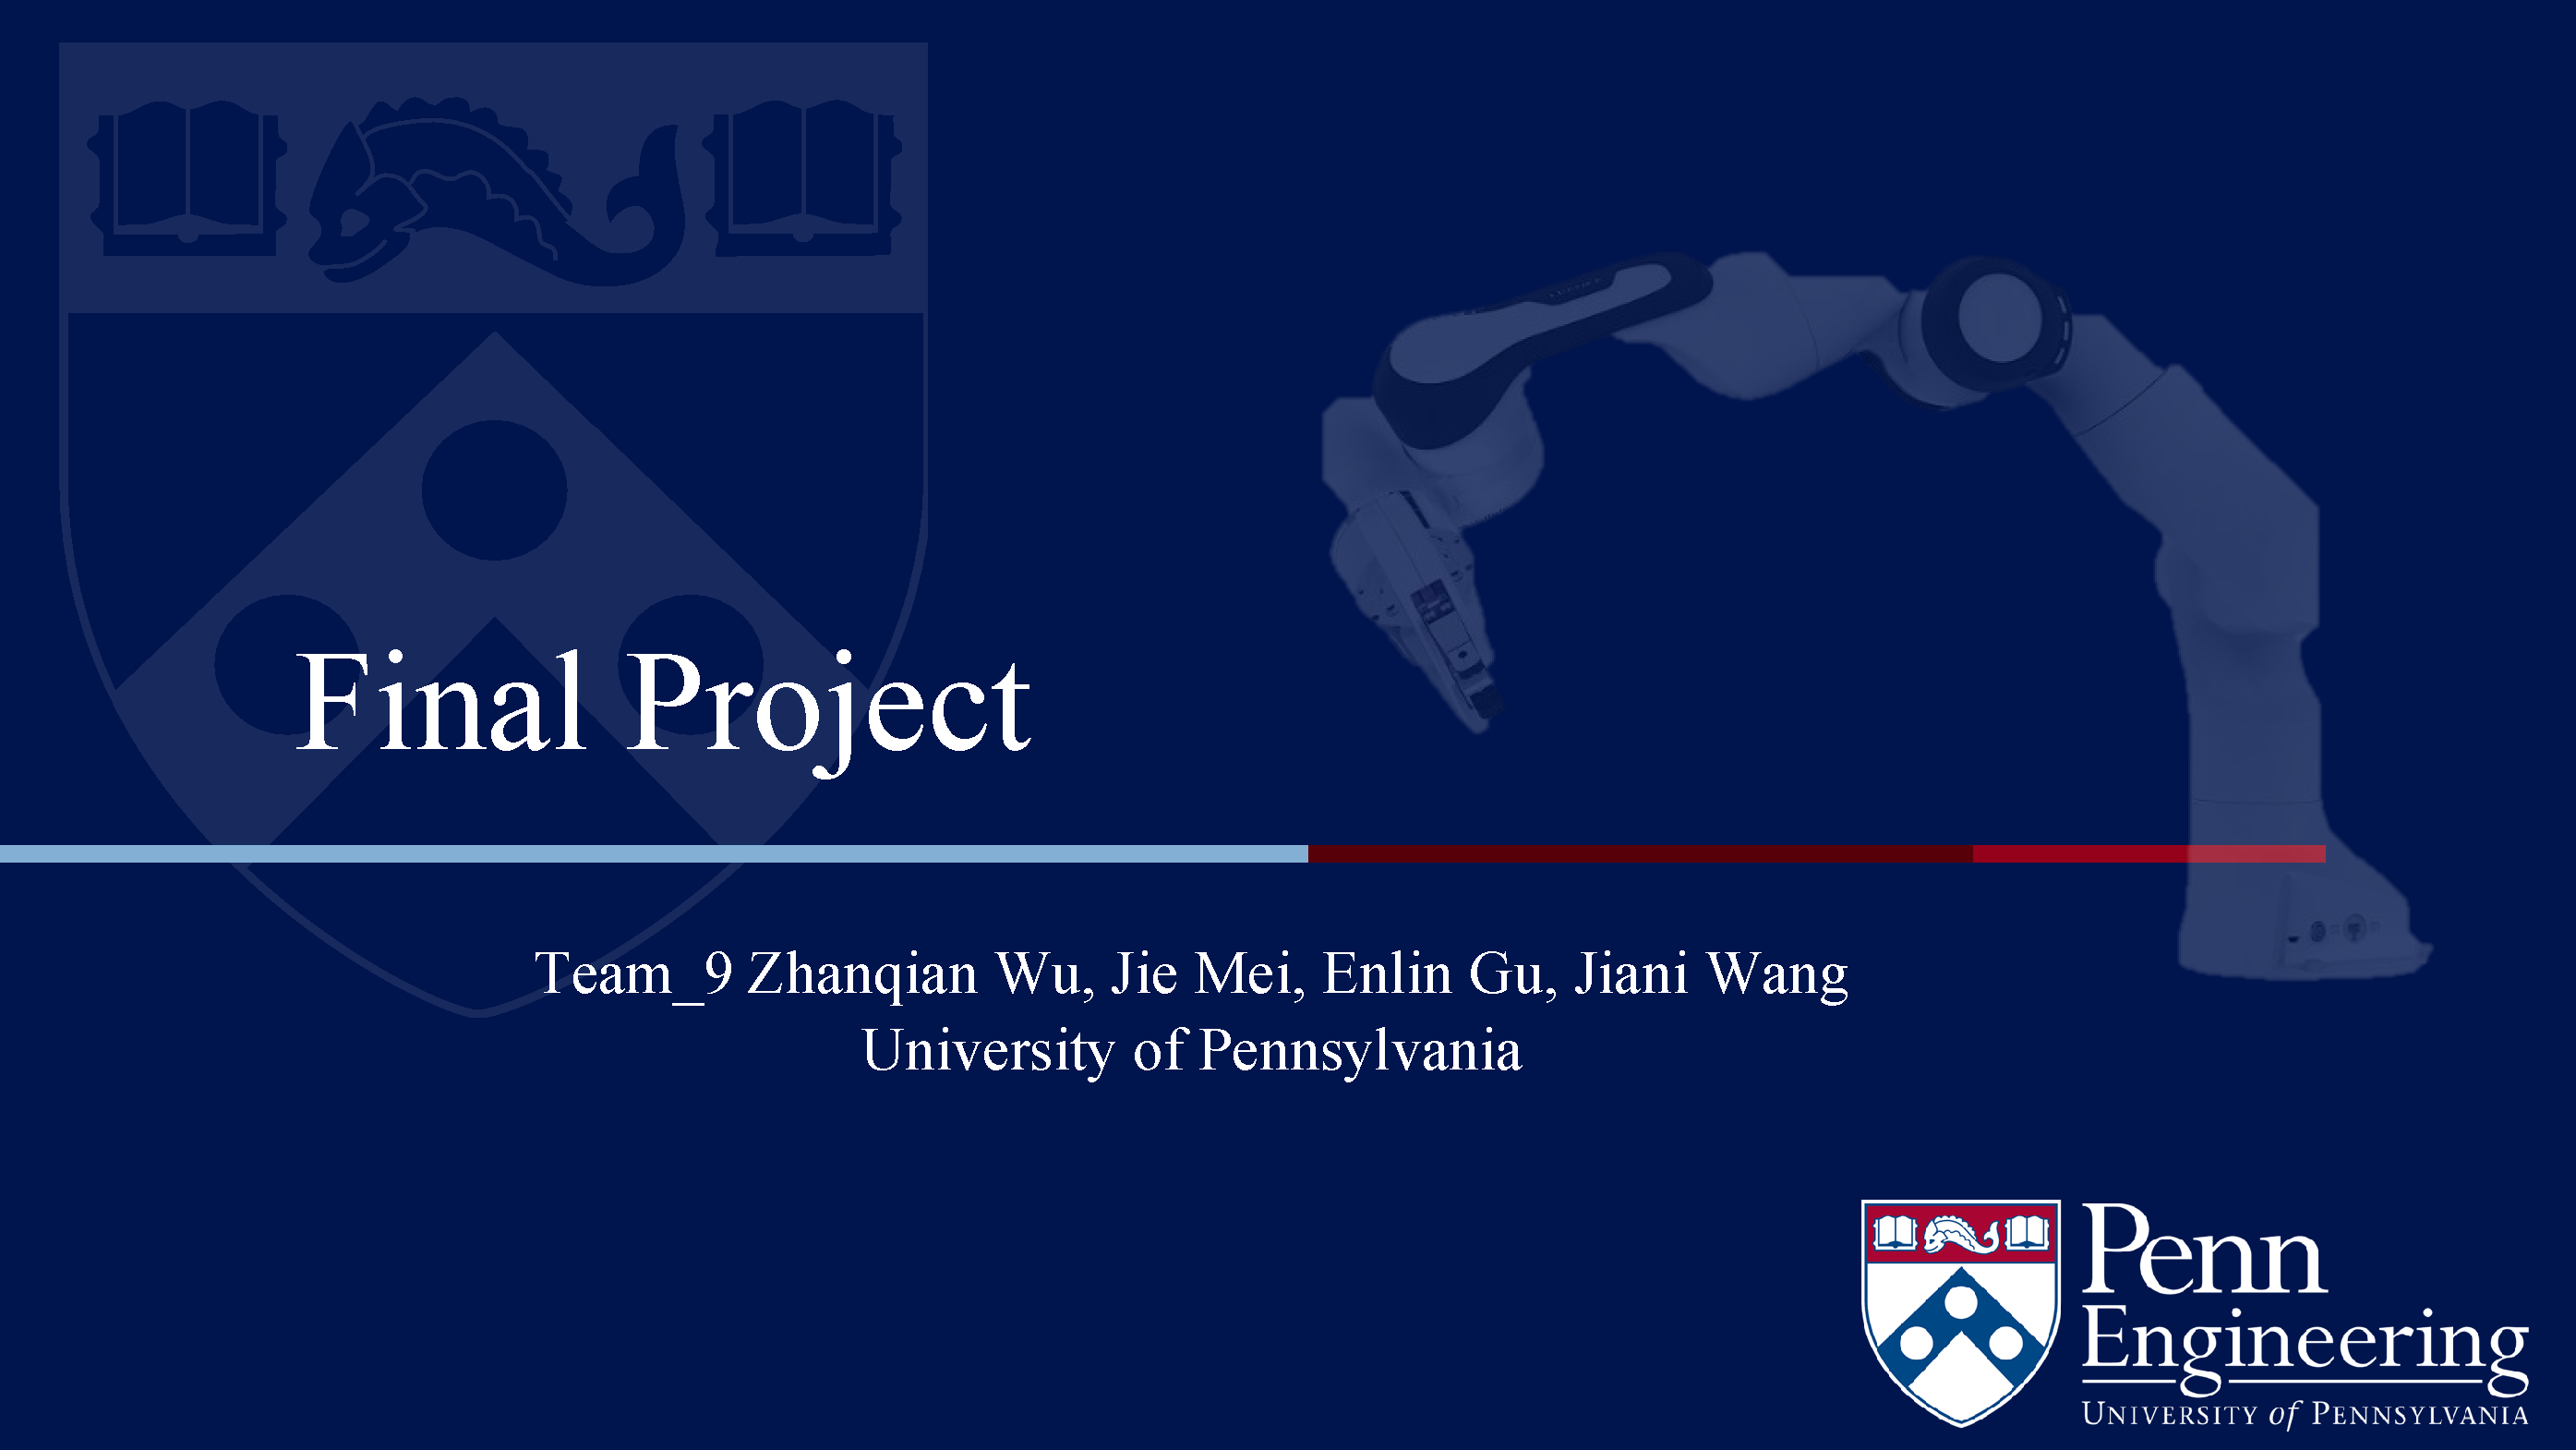 Final Project
Team_9 Zhanqian Wu, Jie Mei, Enlin Gu, Jiani Wang
University of Pennsylvania
Penn
Engineering
UNIVERSITY of PENNSYLVANIA